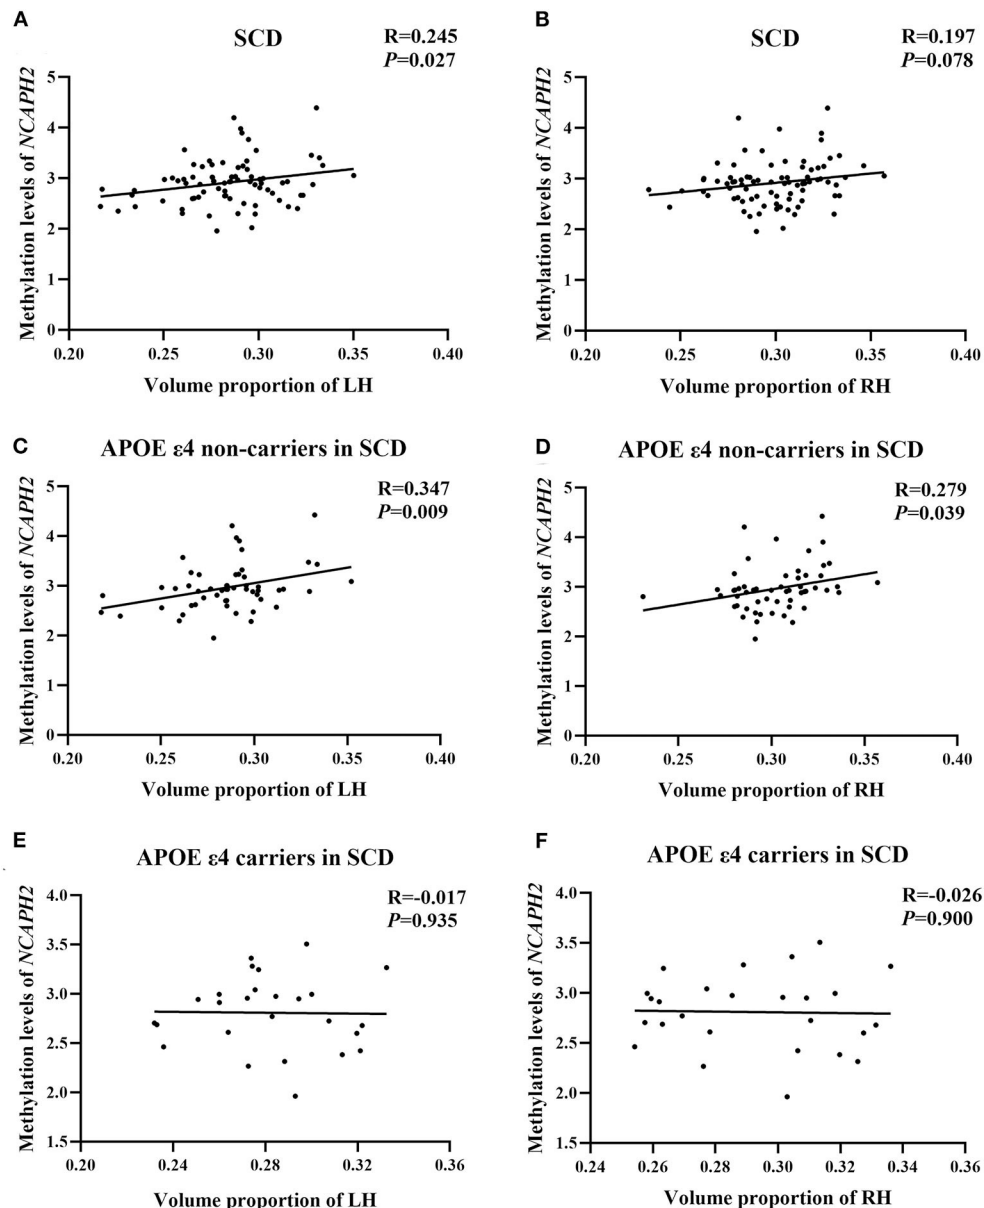 A
SCD
R=0.245
P=0.027
Methylation levels of NCAPH2
5
4
3
2
1
0
0.20 0.25 0.30 0.35 0.40
Volume proportion of LH
B
SCD
R=0.197
P=0.078
Methylation levels of NCAPH2
5
4
3
2
1
0
0.20 0.25 0.30 0.35 0.40
Volume proportion of RH
C
APOE ε4 non-carriers in SCD
R=0.347
P=0.009
Methylation levels of NCAPH2
5
4
3
2
1
0
0.20 0.25 0.30 0.35 0.40
Volume proportion of LH
D
APOE ε4 non-carriers in SCD
R=0.279
P=0.039
Methylation levels of NCAPH2
5
4
3
2
1
0
0.20 0.25 0.30 0.35 0.40
Volume proportion of RH
E
APOE ε4 carriers in SCD
R=-0.017
P=0.935
Methylation levels of NCAPH2
4.0
3.5
3.0
2.5
2.0
1.5
0.20 0.24 0.28 0.32 0.36
Volume proportion of LH
F
APOE ε4 carriers in SCD
R=-0.026
P=0.900
Methylation levels of NCAPH2
4.0
3.5
3.0
2.5
2.0
1.5
0.24 0.26 0.28 0.30 0.32 0.34 0.36
Volume proportion of RH